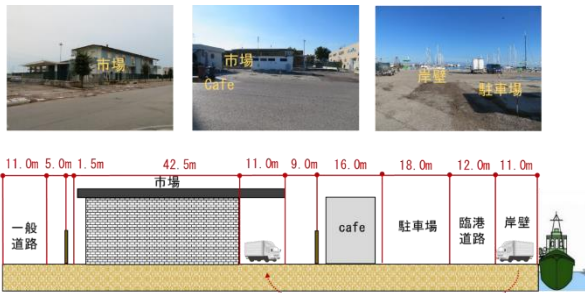 市場
市場
Cafe
岸壁
駐車場
11.0m 5.0m 1.5m 42.5m 11.0m 9.0m 16.0m 18.0m 12.0m 11.0m
市場
一般
道路
cafe
駐車場
臨港
道路
岸壁